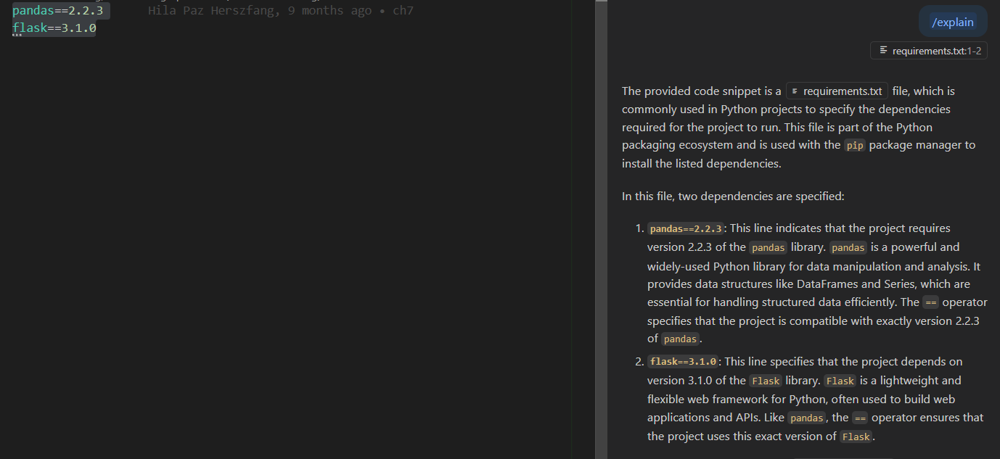 pandas==2.2.3 Hila Paz Herszfang, 9 months ago • ch7
flask==3.1.0
/explain
requirements.txt:1-2
The provided code snippet is a requirements.txt file, which is
commonly used in Python projects to specify the dependencies
required for the project to run. This file is part of the Python
packaging ecosystem and is used with the pip package manager to
install the listed dependencies.
In this file, two dependencies are specified:
1. pandas==2.2.3: This line indicates that the project requires
version 2.2.3 of the pandas library. pandas is a powerful and
widely-used Python library for data manipulation and analysis. It
provides data structures like DataFrames and Series, which are
essential for handling structured data efficiently. The == operator
specifies that the project is compatible with exactly version 2.2.3
of pandas.
2. flask==3.1.0: This line specifies that the project depends on
version 3.1.0 of the Flask library. Flask is a lightweight and
flexible web framework for Python, often used to build web
applications and APIs. Like pandas, the == operator ensures that
the project uses this exact version of Flask.